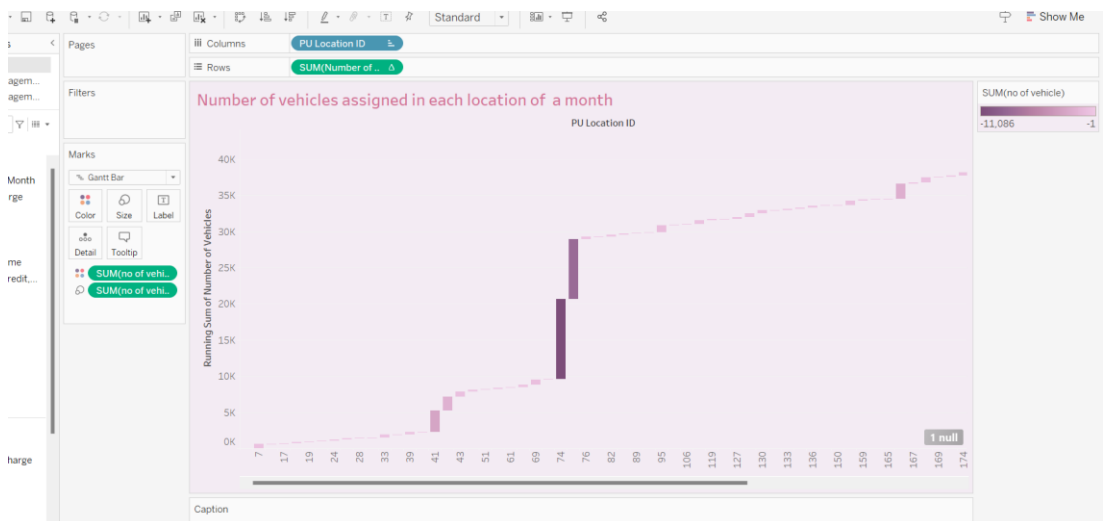 Standard
Show Me
s
Pages
Columns
PU Location ID
Rows
SUM(Number of ..
agem...
agem...
Filters
Month
rge
me
redit,...
harge
Marks
Gantt Bar
Color
Size
Label
Detail
Tooltip
SUM(no of vehi..
SUM(no of vehi..
Number of vehicles assigned in each location of a month
PU Location ID
Running Sum of Number of Vehicles
40K
35K
30K
25K
20K
15K
10K
5K
0K
1 null
7 17 19 24 28 33 39 41 43 51 61 69 74 76 82 89 95 106 119 127 130 133 136 150 159 165 167 169 174
SUM(no of vehicle)
-11,086 -1
Caption